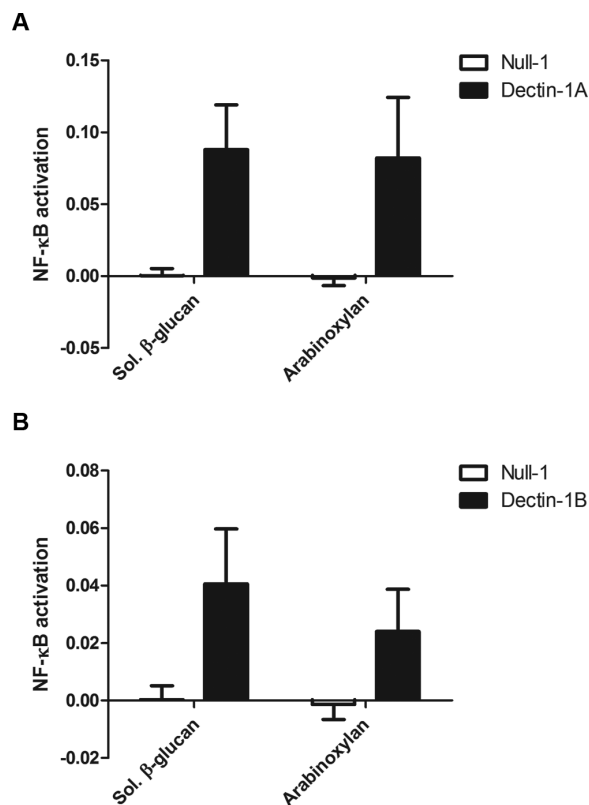 A
0.15
0.10
0.05
0.00
-0.05
NF-κB activation
Sol. β-glucan
Arabinoxylan
Null-1
Dectin-1A
B
0.08
0.06
0.04
0.02
0.00
-0.02
NF-κB activation
Sol. β-glucan
Arabinoxylan
Null-1
Dectin-1B